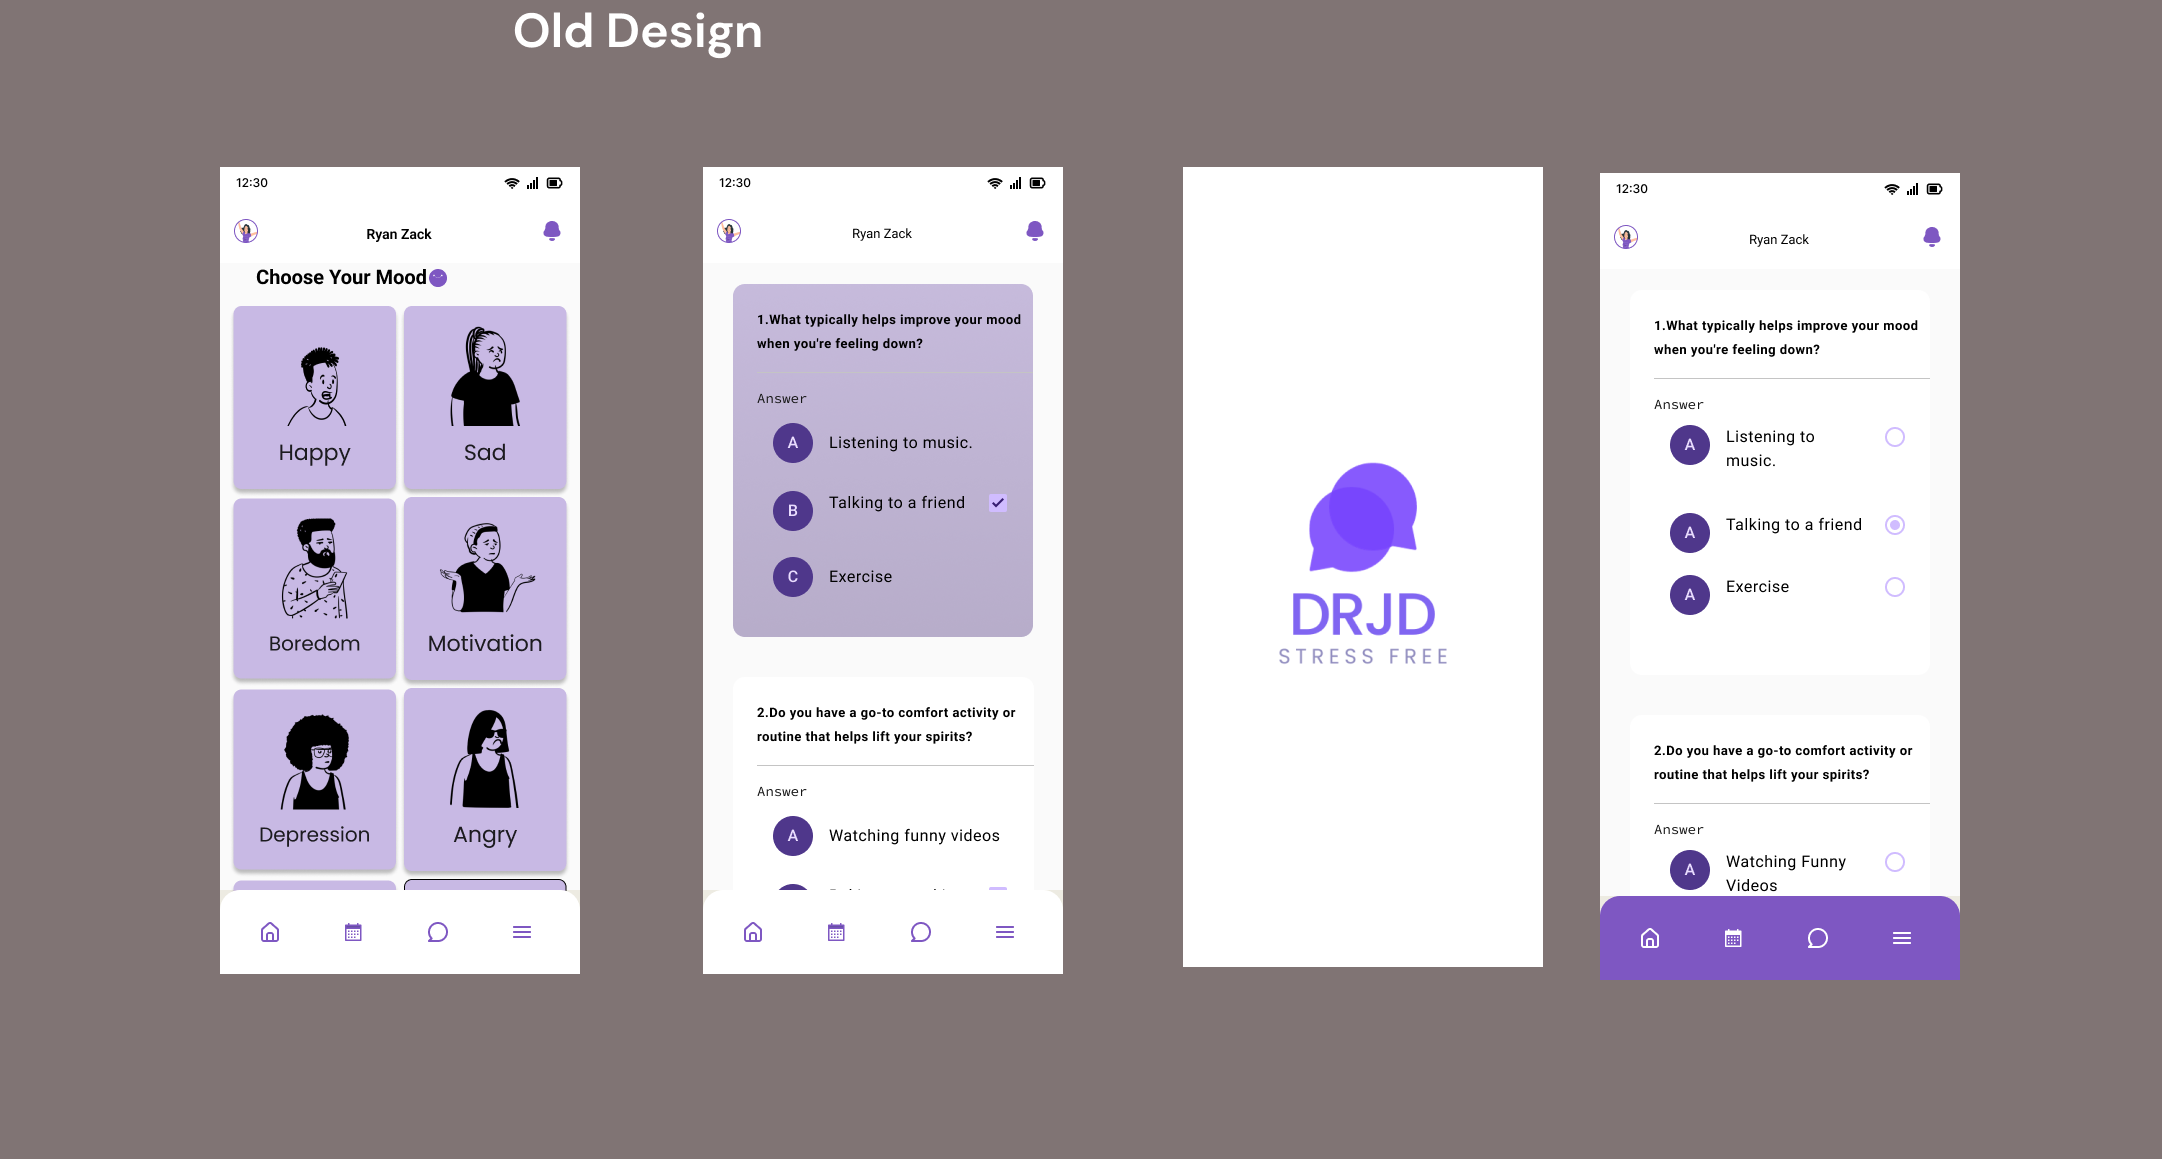 Old Design
12:30
Ryan Zack
Choose Your Mood
Happy
Sad
Boredom
Motivation
Depression
Angry
12:30
Ryan Zack
1.What typically helps improve your mood
when you're feeling down?
Answer
A Listening to music.
B Talking to a friend
C Exercise
2.Do you have a go-to comfort activity or
routine that helps lift your spirits?
Answer
A Watching funny videos
DRJD
STRESS FREE
12:30
Ryan Zack
1.What typically helps improve your mood
when you're feeling down?
Answer
A Listening to
music.
A Talking to a friend
A Exercise
2.Do you have a go-to comfort activity or
routine that helps lift your spirits?
Answer
A Watching Funny
Videos